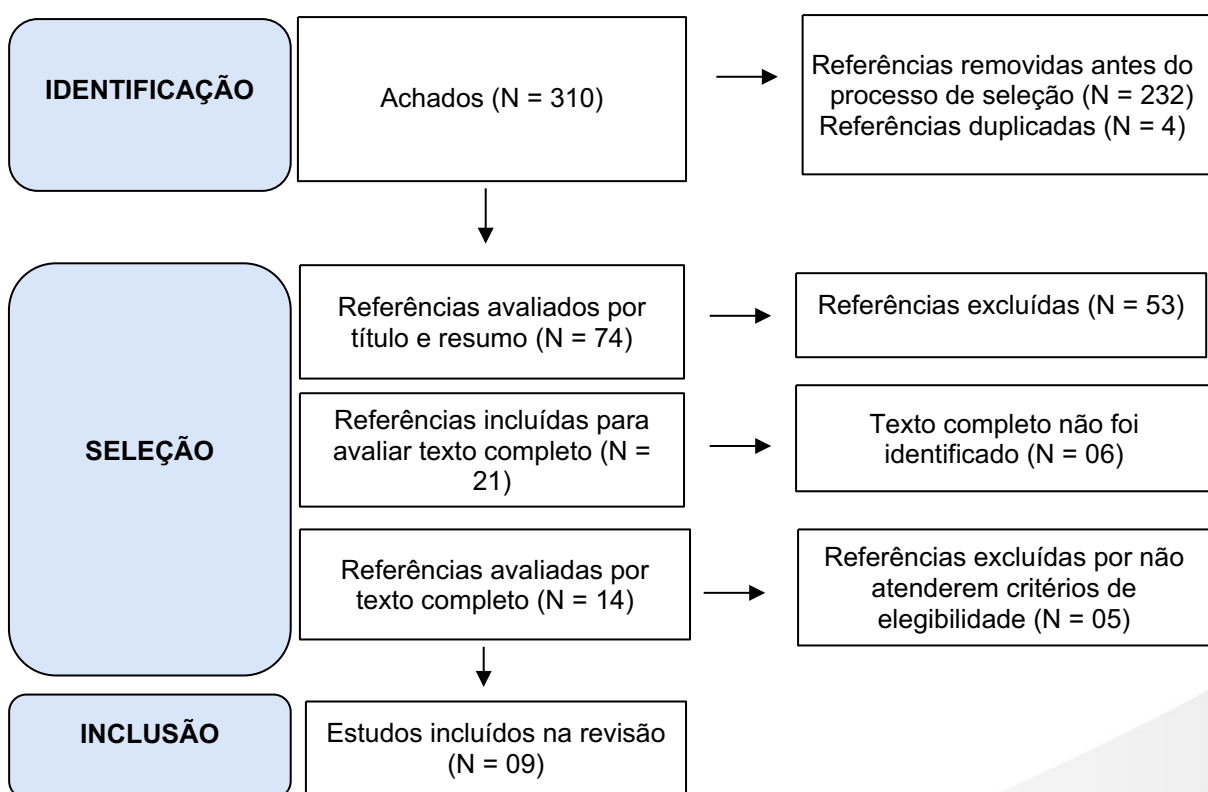 IDENTIFICAÇÃO
Achados (N = 310)
Referências removidas antes do
processo de seleção (N = 232)
Referências duplicadas (N = 4)
SELEÇÃO
Referências avaliados por
título e resumo (N = 74)
Referências excluídas (N = 53)
Referências incluídas para
avaliar texto completo (N =
21)
Texto completo não foi
identificado (N = 06)
Referências avaliadas por
texto completo (N = 14)
Referências excluídas por não
atenderem critérios de
elegibilidade (N = 05)
INCLUSÃO
Estudos incluídos na revisão
(N = 09)